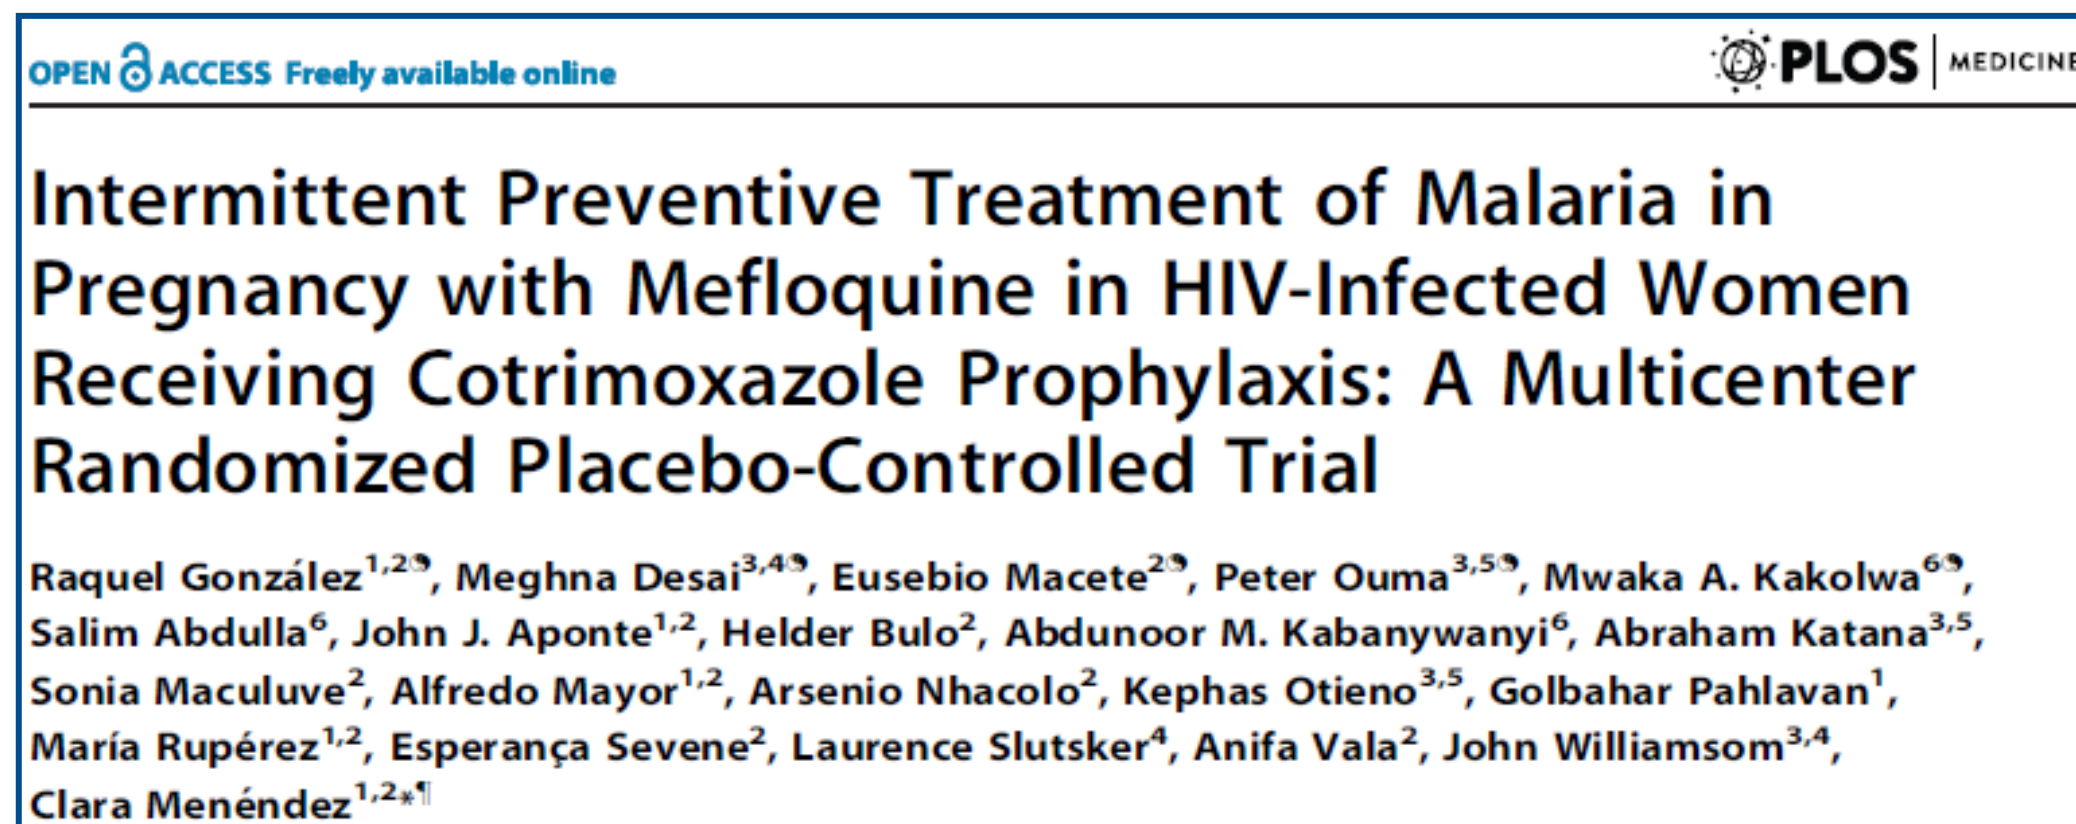 OPEN ACCESS Freely available online
PLOS MEDICINE
Intermittent Preventive Treatment of Malaria in
Pregnancy with Mefloquine in HIV-Infected Women
Receiving Cotrimoxazole Prophylaxis: A Multicenter
Randomized Placebo-Controlled Trial
Raquel González1,2◔, Meghna Desai3,4◔, Eusebio Macete2◔, Peter Ouma3,5◔, Mwaka A. Kakolwa6◔,
Salim Abdulla6, John J. Aponte1,2, Helder Bulo2, Abdunoor M. Kabanywanyi6, Abraham Katana3,5,
Sonia Maculuve2, Alfredo Mayor1,2, Arsenio Nhacolo2, Kephas Otieno3,5, Golbahar Pahlavan1,
María Rupérez1,2, Esperança Sevene2, Laurence Slutsker4, Anifa Vala2, John Williamsom3,4,
Clara Menéndez1,2*¶